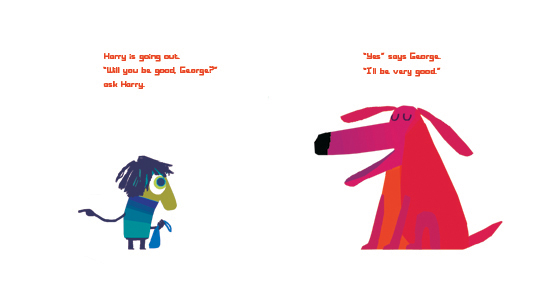 Harry is going out.
"Will you be good, George?"
ask Harry.
"Yes" says George.
"I'll be very good."